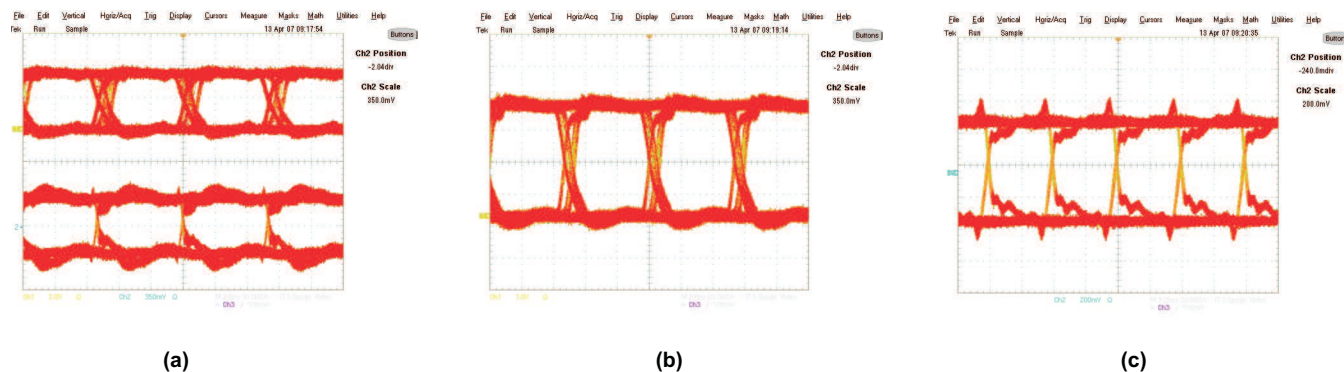 File Edit Vertical Horiz/Acq Trig Display Cursors Measure Masks Math Utilities Help
Tek Run Sample 13 Apr 07 09:17:54 Buttons
Ch2 Position
-2.04div
Ch2 Scale
350.0mV
2
Ch2 350mV Ω
Ch3
(a)
File Edit Vertical Horiz/Acq Trig Display Cursors Measure Masks Math Utilities Help
Tek Run Sample 13 Apr 07 09:19:14 Buttons
Ch2 Position
-2.04div
Ch2 Scale
350.0mV
Ch3
(b)
File Edit Vertical Horiz/Acq Trig Display Cursors Measure Masks Math Utilities Help
Tek Run Sample 13 Apr 07 09:20:35 Button
Ch2 Position
-240.0mdiv
Ch2 Scale
200.0mV
Ch2 200mV Ω
Ch3
(c)